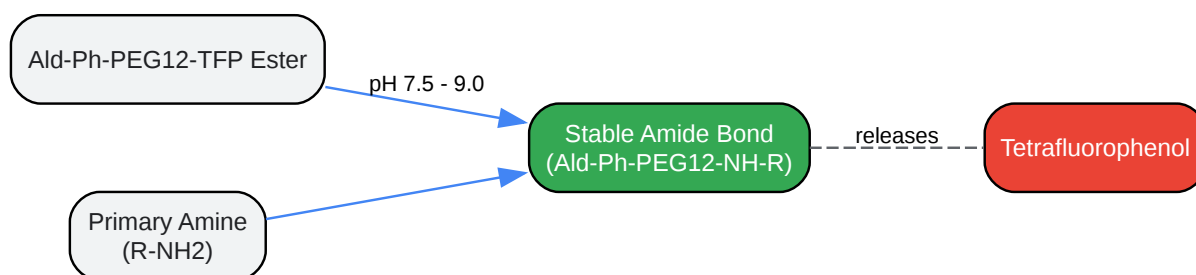 Ald-Ph-PEG12-TFP Ester
pH 7.5 - 9.0
Primary Amine
(R-NH2)
Stable Amide Bond
(Ald-Ph-PEG12-NH-R)
releases
Tetrafluorophenol